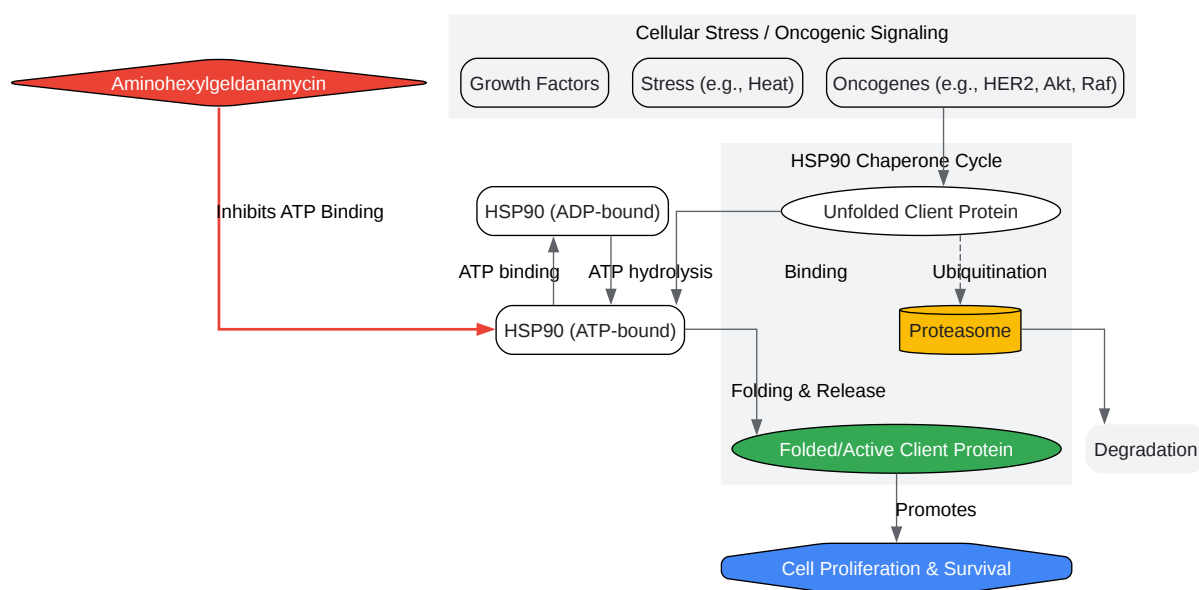 Cellular Stress / Oncogenic Signaling
Aminohexylgeldanamycin
Growth Factors
Stress (e.g., Heat)
Oncogenes (e.g., HER2, Akt, Raf)
HSP90 Chaperone Cycle
Inhibits ATP Binding
HSP90 (ADP-bound)
Unfolded Client Protein
ATP binding
ATP hydrolysis
Binding
Ubiquitination
HSP90 (ATP-bound)
Proteasome
Folding & Release
Folded/Active Client Protein
Degradation
Promotes
Cell Proliferation & Survival